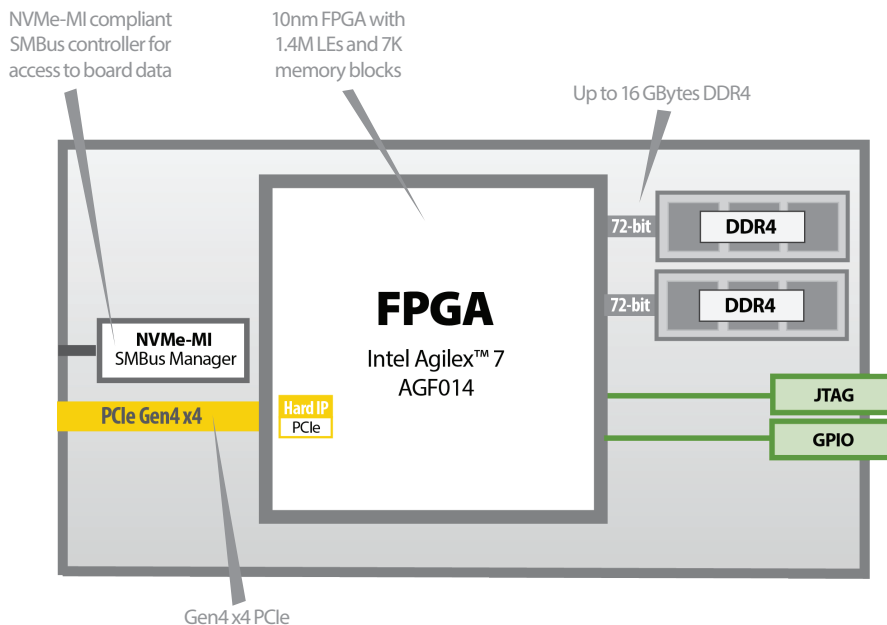 NVMe-MI compliant
SMBus controller for
access to board data
10nm FPGA with
1.4M LEs and 7K
memory blocks
Up to 16 GBytes DDR4
72-bit
DDR4
72-bit
DDR4
FPGA
Intel Agilex™ 7
AGF014
NVMe-MI
SMBus Manager
PCIe Gen4 x4
Hard IP
PCIe
JTAG
GPIO
Gen4 x4 PCIe